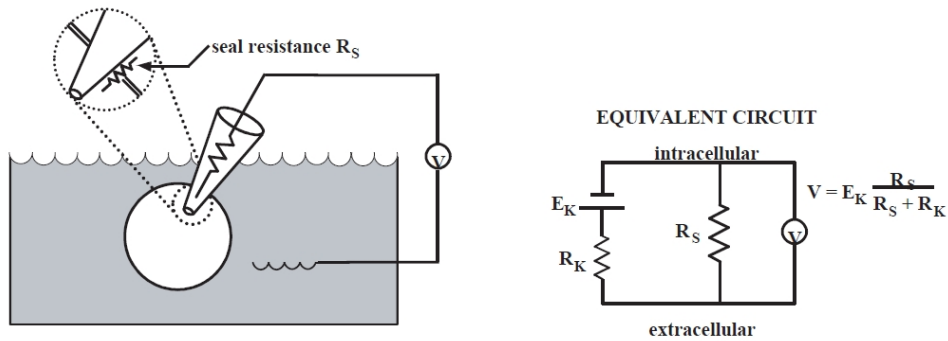 seal resistance R_S
V
EQUIVALENT CIRCUIT
intracellular
E_K
R_K
R_S
V
V = E_K R_S / R_S + R_K
extracellular